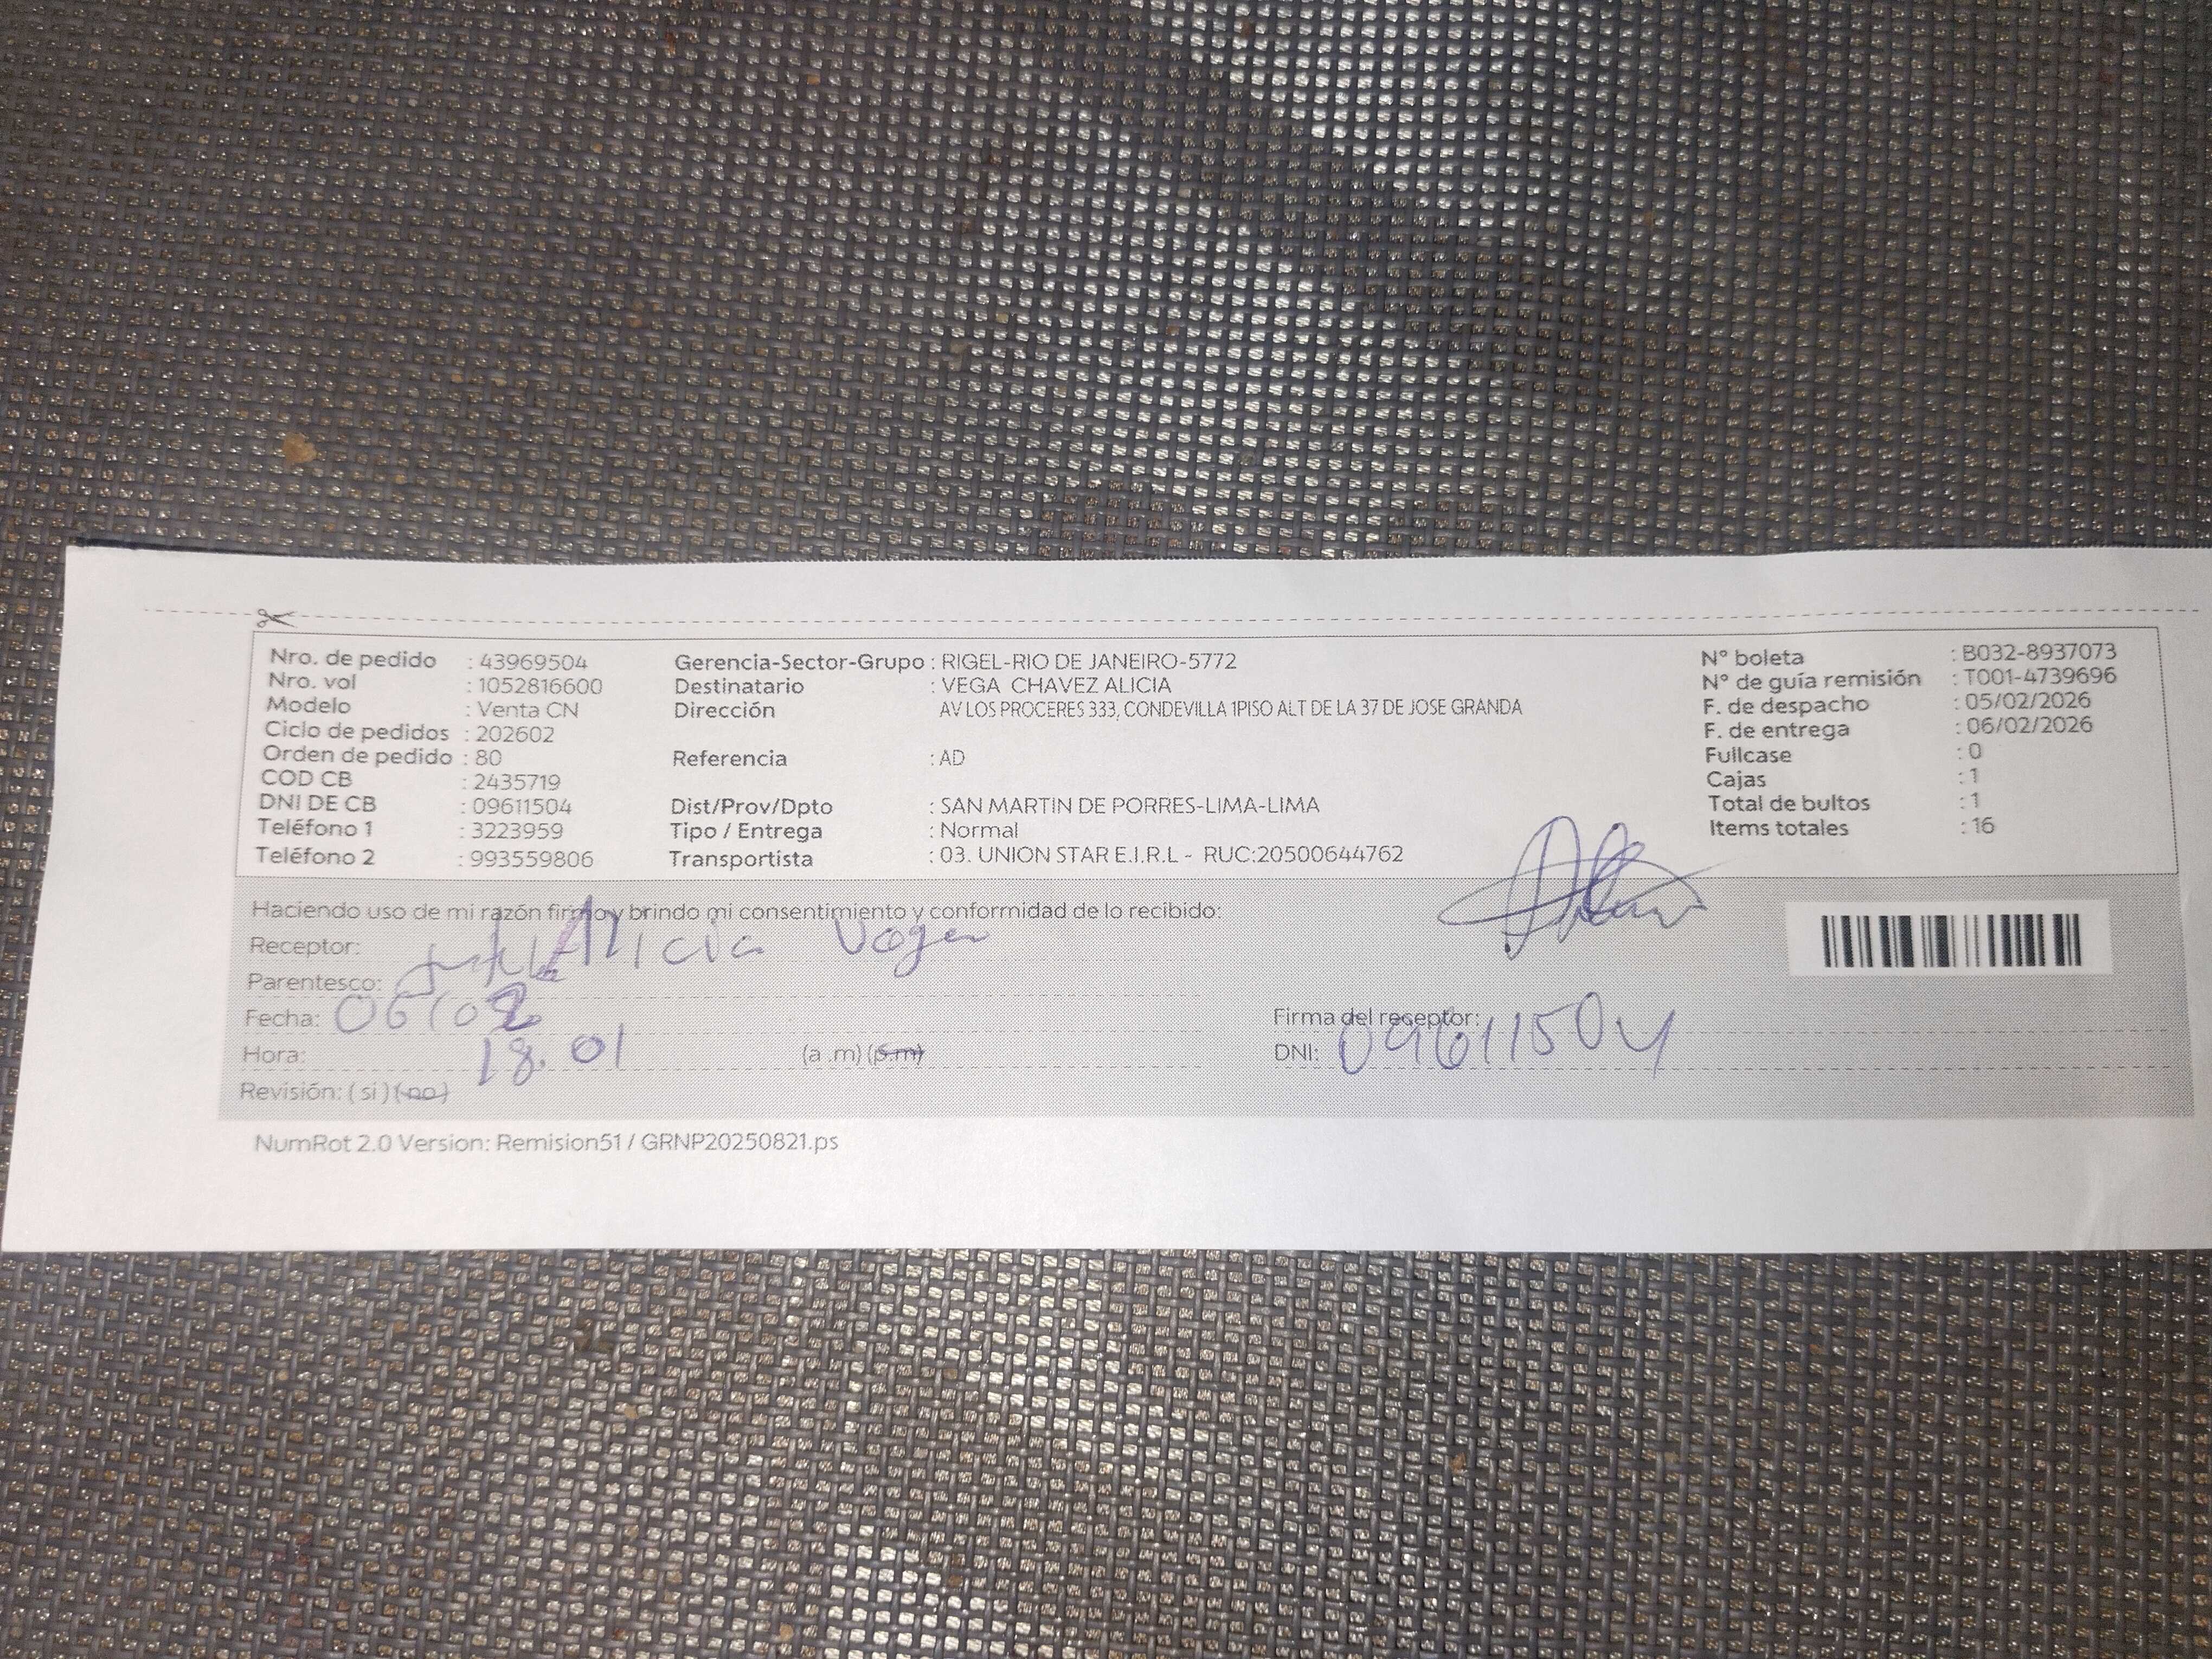 Nro. de pedido : 43969504
Nro. vol : 1052816600
Modelo : Venta CN
Ciclo de pedidos : 202602
Orden de pedido : 80
COD CB : 2435719
DNI DE CB : 09611504
Teléfono 1 : 3223959
Teléfono 2 : 993559806
Gerencia-Sector-Grupo : RIGEL-RIO DE JANEIRO-5772
Destinatario : VEGA CHAVEZ ALICIA
Dirección AV LOS PROCERES 333, CONDEVILLA 1PISO ALT DE LA 37 DE JOSE GRANDA
Referencia : AD
Dist/Prov/Dpto : SAN MARTIN DE PORRES-LIMA-LIMA
Tipo / Entrega : Normal
Transportista : 03. UNION STAR E.I.R.L - RUC:20500644762
N° boleta : B032-8937073
N° de guía remisión : T001-4739696
F. de despacho : 05/02/2026
F. de entrega : 06/02/2026
Fullcase : 0
Cajas : 1
Total de bultos : 1
Items totales : 16
Haciendo uso de mi razón firmo y brindo mi consentimiento y conformidad de lo recibido:
Receptor: Alicia
Parentesco:
Fecha: 06/02
Hora: 18.01 (a .m) (p.m)
Revisión: ( si ) ( no )
Firma del receptor:
DNI: 09611504
NumRot 2.0 Version: Remision51 / GRNP20250821.ps